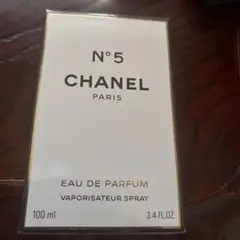 N°5
CHANEL
PARIS
EAU DE PARFUM
VAPORISATEUR SPRAY
100 ml 3.4 FL.OZ.